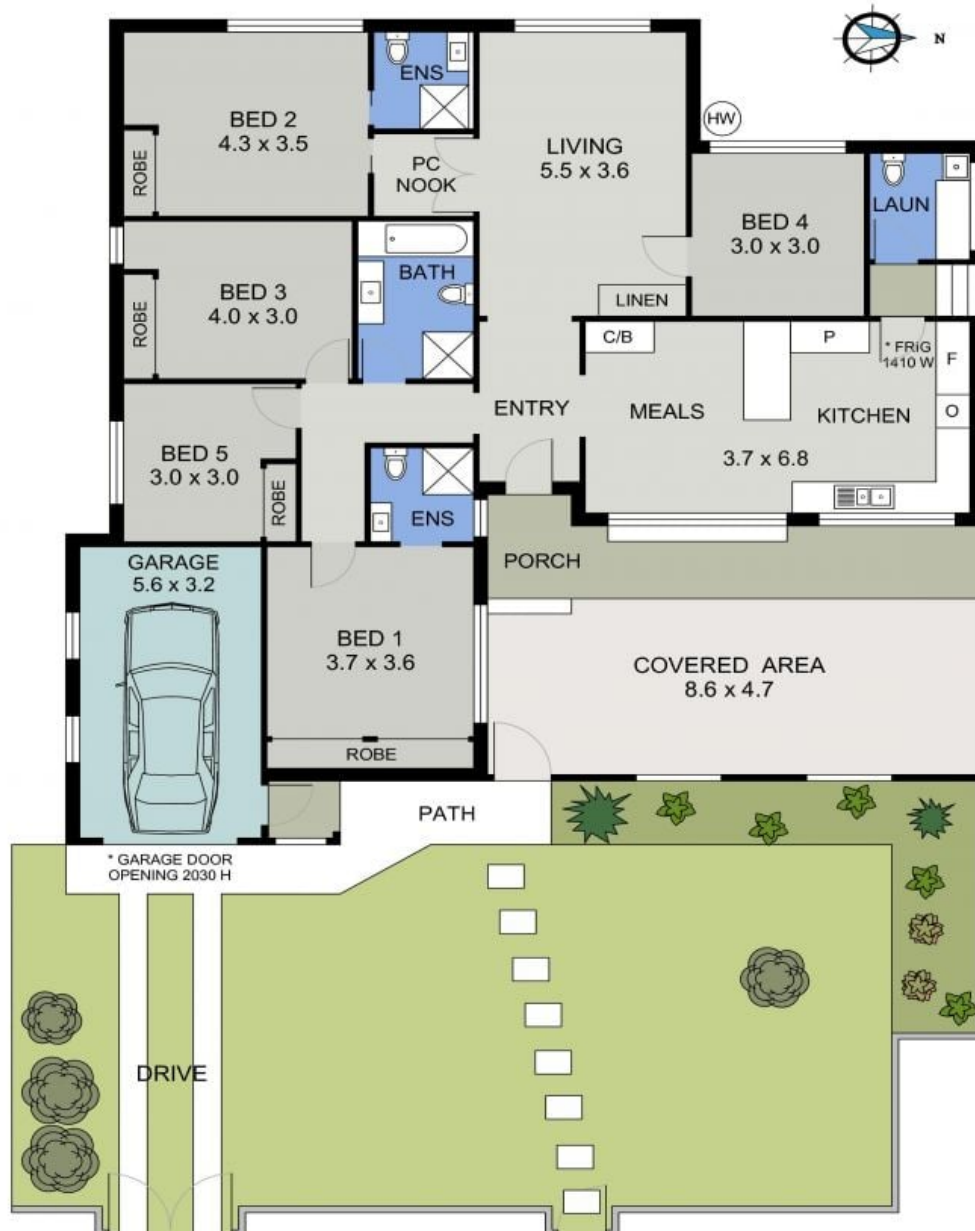 N
ENS
BED 2
4.3 x 3.5
ROBE
PC
NOOK
LIVING
5.5 x 3.6
HW
BED 4
3.0 x 3.0
LAUN
BED 3
4.0 x 3.0
ROBE
BATH
LINEN
C/B
P
* FRIG
1410 W
F
O
ENTRY
MEALS
KITCHEN
3.7 x 6.8
BED 5
3.0 x 3.0
ROBE
ENS
GARAGE
5.6 x 3.2
PORCH
BED 1
3.7 x 3.6
ROBE
COVERED AREA
8.6 x 4.7
PATH
* GARAGE DOOR
OPENING 2030 H
DRIVE